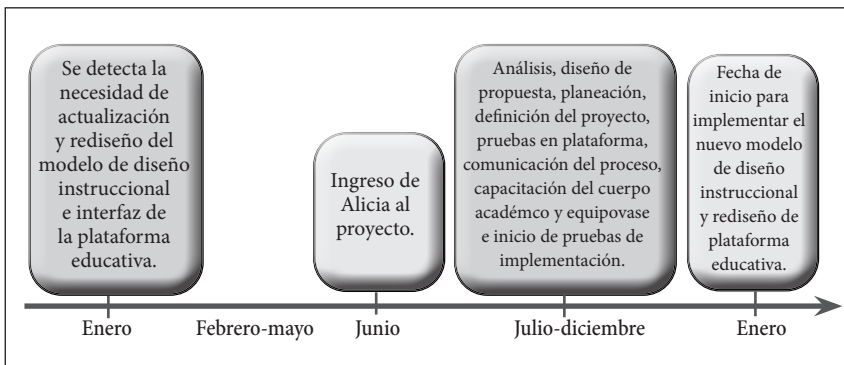 Se detecta la
necesidad de
actualización
y rediseño del
modelo de diseño
instruccional
e interfaz de
la plataforma
educativa.
Ingreso de
Alicia al
proyecto.
Análisis, diseño de
propuesta, planeación,
definición del proyecto,
pruebas en plataforma,
comunicación del proceso,
capacitación del cuerpo
académco y equipovase
e inicio de pruebas de
implementación.
Fecha de
inicio para
implementar el
nuevo modelo
de diseño
instruccional
y rediseño de
plataforma
educativa.
Enero
Febrero-mayo
Junio
Julio-diciembre
Enero